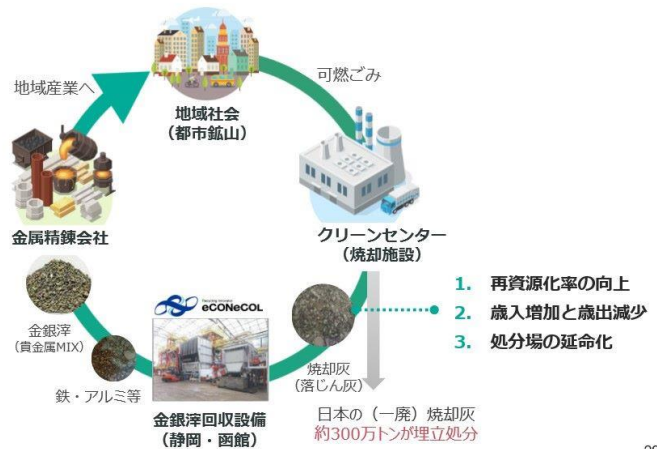 地域産業へ
可燃ごみ
地域社会
（都市鉱山）
金属精錬会社
クリーンセンター
（焼却施設）
1. 再資源化率の向上
2. 歳入増加と歳出減少
3. 処分場の延命化
eCONeCOL
金銀滓
（貴金属MIX）
鉄・アルミ等
焼却灰
（落じん灰）
金銀滓回収設備
（静岡・函館）
日本の（一廃）焼却灰
約300万トンが埋立処分